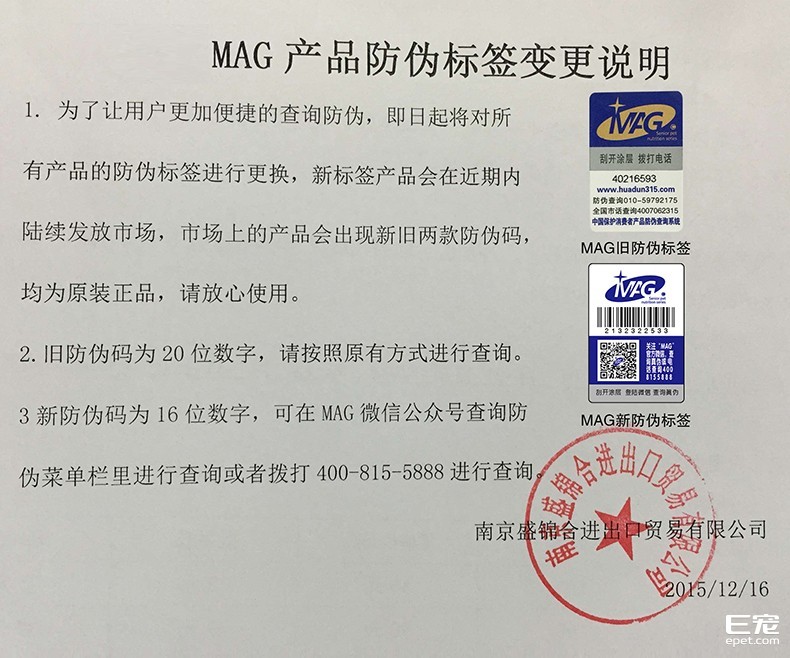 MAG 产品防伪标签变更说明
1. 为了让用户更加便捷的查询防伪，即日起将对所
有产品的防伪标签进行更换，新标签产品会在近期内
陆续发放市场，市场上的产品会出现新旧两款防伪码，
均为原装正品，请放心使用。
2.旧防伪码为 20 位数字，请按照原有方式进行查询。
3 新防伪码为 16 位数字，可在 MAG 微信公众号查询防
伪菜单栏里进行查询或者拨打 400-815-5888 进行查询。
MAG
Senior pet
nutrition series
刮开涂层 拨打电话
40216593
www.huadun315.com
防伪查询010-59792175
全国市话查询4007062315
中国保护消费者产品防伪查询系统
MAG旧防伪标签
MAG
Senior pet
nutrition series
2132322533
关注“MAG”
官方微信，查
询真伪或电
话查询400
8155888
刮开涂层 登陆微信 查询真伪
MAG新防伪标签
南京盛锦合进出口贸易有限公司
南京盛锦合进出口贸易有限公司
2015/12/16
E宠
epet.com